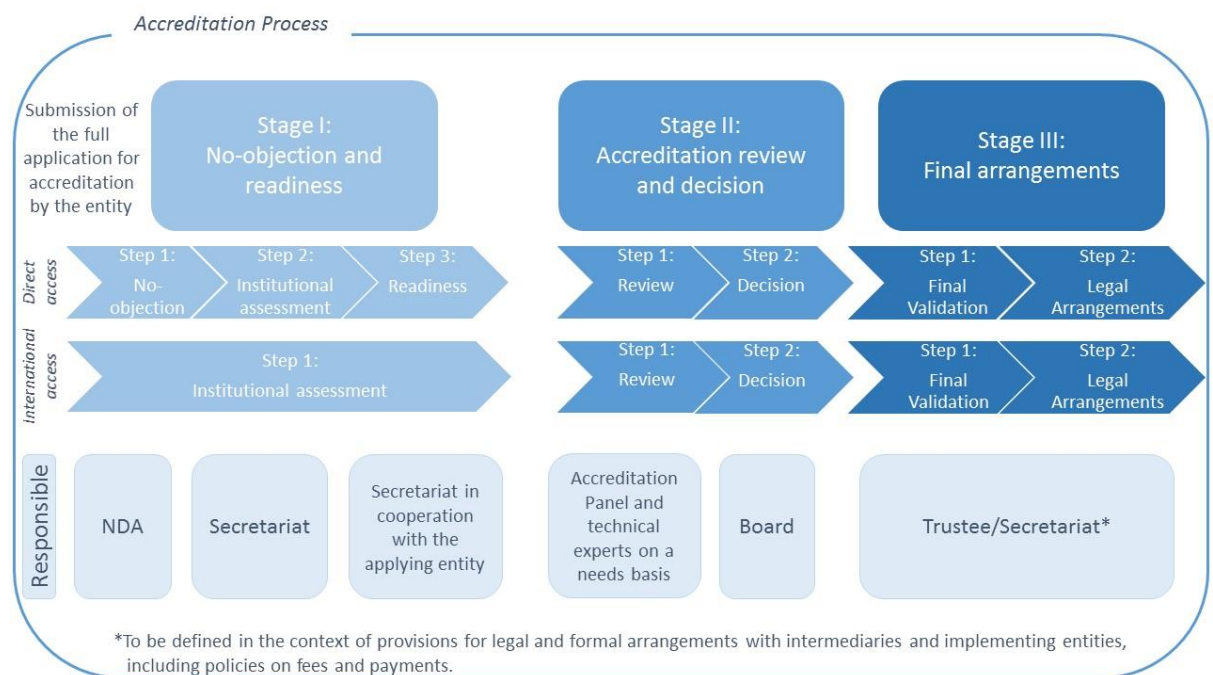 Accreditation Process
Submission of
the full
application for
accreditation
by the entity
Stage I:
No-objection and
readiness
Stage II:
Accreditation review
and decision
Stage III:
Final arrangements
Direct
access
Step 1:
No-
objection
Step 2:
Institutional
assessment
Step 3:
Readiness
Step 1:
Review
Step 2:
Decision
Step 1:
Final
Validation
Step 2:
Legal
Arrangements
International
access
Step 1:
Institutional assessment
Step 1:
Review
Step 2:
Decision
Step 1:
Final
Validation
Step 2:
Legal
Arrangements
Responsible
NDA
Secretariat
Secretariat in
cooperation
with the
applying entity
Accreditation
Panel and
technical
experts on a
needs basis
Board
Trustee/Secretariat*
*To be defined in the context of provisions for legal and formal arrangements with intermediaries and implementing entities,
including policies on fees and payments.